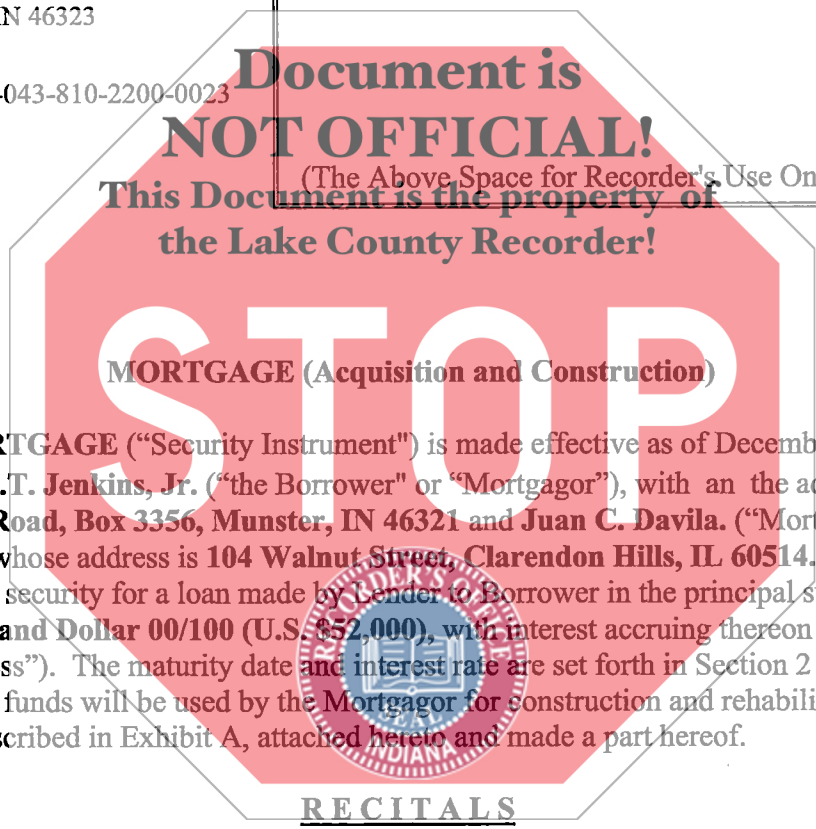 IN 46323
Document is
-043-810-2200-0023
NOT OFFICIAL!
(The Above Space for Recorder's Use On
This Document is the property of
the Lake County Recorder!
STOP
MORTGAGE (Acquisition and Construction)
RTGAGE ("Security Instrument") is made effective as of Decemb
.T. Jenkins, Jr. ("the Borrower" or "Mortgagor"), with an the ad
Road, Box 3356, Munster, IN 46321 and Juan C. Davila. ("Mort
whose address is 104 Walnut Street, Clarendon Hills, IL 60514.
security for a loan made by Lender to Borrower in the principal s
and Dollar 00/100 (U.S. $52,000), with interest accruing thereon
ss"). The maturity date and interest rate are set forth in Section 2
funds will be used by the Mortgagor for construction and rehabili
scribed in Exhibit A, attached hereto and made a part hereof.
RECORDER'S OFFICE
SEAL
INDIANA
RECITALS